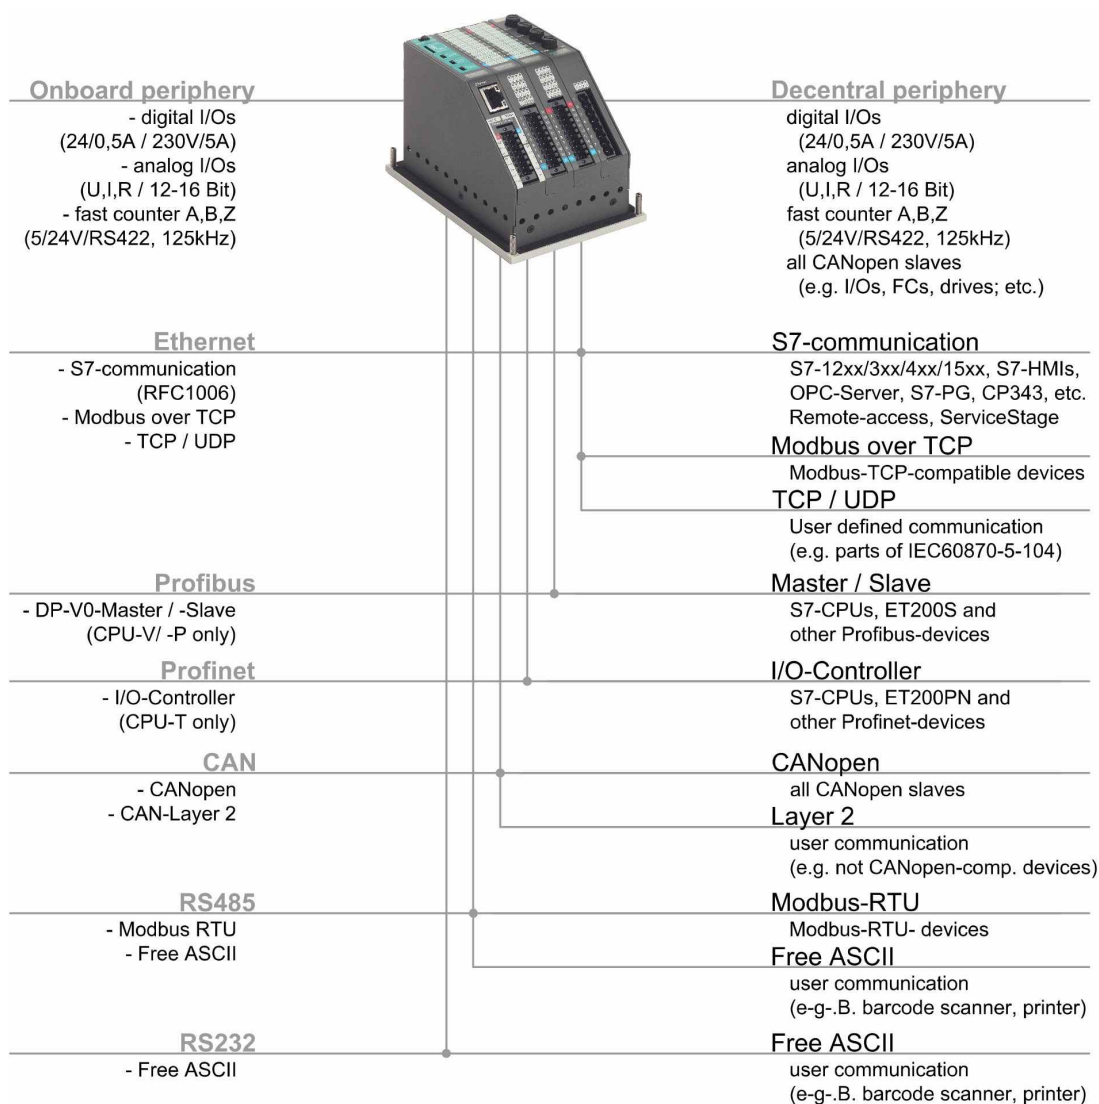 Onboard periphery
- digital I/Os
(24/0,5A / 230V/5A)
- analog I/Os
(U,I,R / 12-16 Bit)
- fast counter A,B,Z
(5/24V/RS422, 125kHz)
Decentral periphery
digital I/Os
(24/0,5A / 230V/5A)
analog I/Os
(U,I,R / 12-16 Bit)
fast counter A,B,Z
(5/24V/RS422, 125kHz)
all CANopen slaves
(e.g. I/Os, FCs, drives; etc.)
Ethernet
- S7-communication
(RFC1006)
- Modbus over TCP
- TCP / UDP
S7-communication
S7-12xx/3xx/4xx/15xx, S7-HMIs,
OPC-Server, S7-PG, CP343, etc.
Remote-access, ServiceStage
Modbus over TCP
Modbus-TCP-compatible devices
TCP / UDP
User defined communication
(e.g. parts of IEC60870-5-104)
Profibus
- DP-V0-Master / -Slave
(CPU-V/ -P only)
Master / Slave
S7-CPUs, ET200S and
other Profibus-devices
Profinet
- I/O-Controller
(CPU-T only)
I/O-Controller
S7-CPUs, ET200PN and
other Profinet-devices
CAN
- CANopen
- CAN-Layer 2
CANopen
all CANopen slaves
Layer 2
user communication
(e.g. not CANopen-comp. devices)
RS485
- Modbus RTU
- Free ASCII
Modbus-RTU
Modbus-RTU- devices
Free ASCII
user communication
(e-g-.B. barcode scanner, printer)
RS232
- Free ASCII
Free ASCII
user communication
(e-g-.B. barcode scanner, printer)